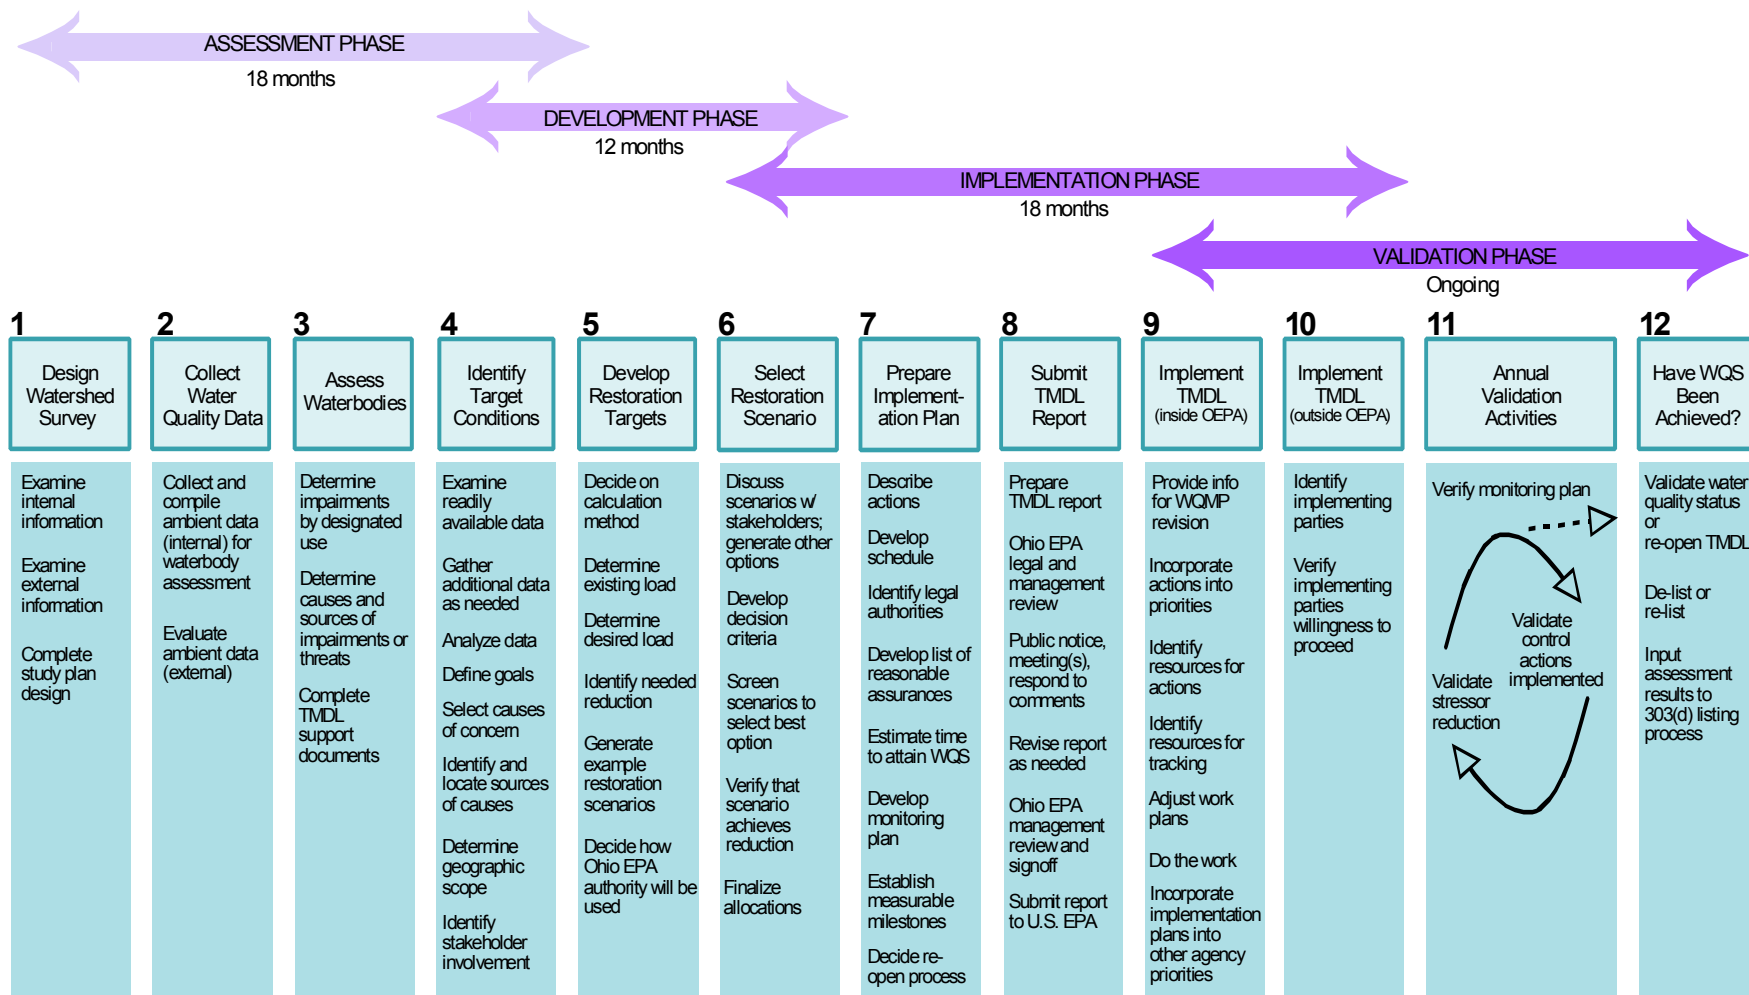 ASSESSMENT PHASE
18 months
DEVELOPMENT PHASE
12 months
IMPLEMENTATION PHASE
18 months
VALIDATION PHASE
Ongoing
1
Design
Watershed
Survey
Examine
internal
information
Examine
external
information
Complete
study plan
design
2
Collect
Water
Quality Data
Collect and
compile
ambient data
(internal) for
waterbody
assessment
Evaluate
ambient data
(external)
3
Assess
Waterbodies
Determine
impairments
by designated
use
Determine
causes and
sources of
impairments or
threats
Complete
TMDL
support
documents
4
Identify
Target
Conditions
Examine
readily
available data
Gather
additional data
as needed
Analyze data
Define goals
Select causes
of concern
Identify and
locate sources
of causes
Determine
geographic
scope
Identify
stakeholder
involvement
5
Develop
Restoration
Targets
Decide on
calculation
method
Determine
existing load
Determine
desired load
Identify needed
reduction
Generate
example
restoration
scenarios
Decide how
Ohio EPA
authority will be
used
6
Select
Restoration
Scenario
Discuss
scenarios w/
stakeholders;
generate other
options
Develop
decision
criteria
Screen
scenarios to
select best
option
Verify that
scenario
achieves
reduction
Finalize
allocations
7
Prepare
Implement-
ation Plan
Describe
actions
Develop
schedule
Identify legal
authorities
Develop list of
reasonable
assurances
Estimate time
to attain WQS
Develop
monitoring
plan
Establish
measurable
milestones
Decide re-
open process
8
Submit
TMDL
Report
Prepare
TMDL report
Ohio EPA
legal and
management
review
Public notice,
meeting(s),
respond to
comments
Revise report
as needed
Ohio EPA
management
review and
signoff
Submit report
to U.S. EPA
9
Implement
TMDL
(inside OEPA)
Provide info
for WQMP
revision
Incorporate
actions into
priorities
Identify
resources for
actions
Identify
resources for
tracking
Adjust work
plans
Do the work
Incorporate
implementation
plans into
other agency
priorities
10
Implement
TMDL
(outside OEPA)
Identify
implementing
parties
Verify
implementing
parties
willingness to
proceed
11
Annual
Validation
Activities
Verify monitoring plan
Validate
control
actions
implemented
Validate
stressor
reduction
12
Have WQS
Been
Achieved?
Validate water
quality status
or
re-open TMDL
De-list or
re-list
Input
assessment
results to
303(d) listing
process